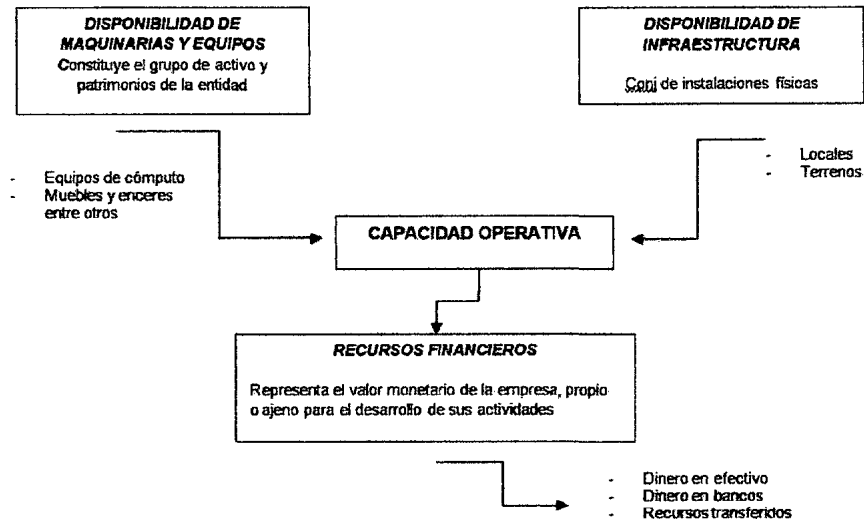 DISPONIBILIDAD DE
MAQUINARIAS Y EQUIPOS
Constituye el grupo de activo y
patrimonios de la entidad
DISPONIBILIDAD DE
INFRAESTRUCTURA
Conj de instalaciones físicas
- Equipos de cómputo
- Muebles y enceres
entre otros
- Locales
- Terrenos
CAPACIDAD OPERATIVA
RECURSOS FINANCIEROS
Representa el valor monetario de la empresa, propio
o ajeno para el desarrollo de sus actividades
- Dinero en efectivo
- Dinero en bancos
- Recursos transferidos